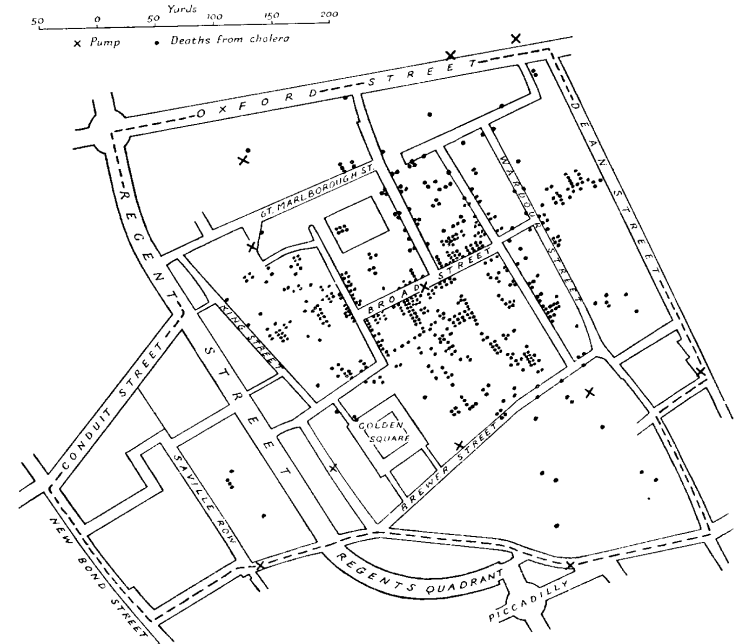 Yards
50 0 50 100 150 200
× Pump • Deaths from cholera
OXFORD STREET
DEAN STREET
REGENT STREET
GT. MARLBOROUGH ST.
WARDOUR STREET
BROAD STREET
KING STREET
CONDUIT STREET
GOLDEN
SQUARE
BREWER STREET
SAVILLE ROW
NEW BOND STREET
REGENTS QUADRANT
PICCADILLY